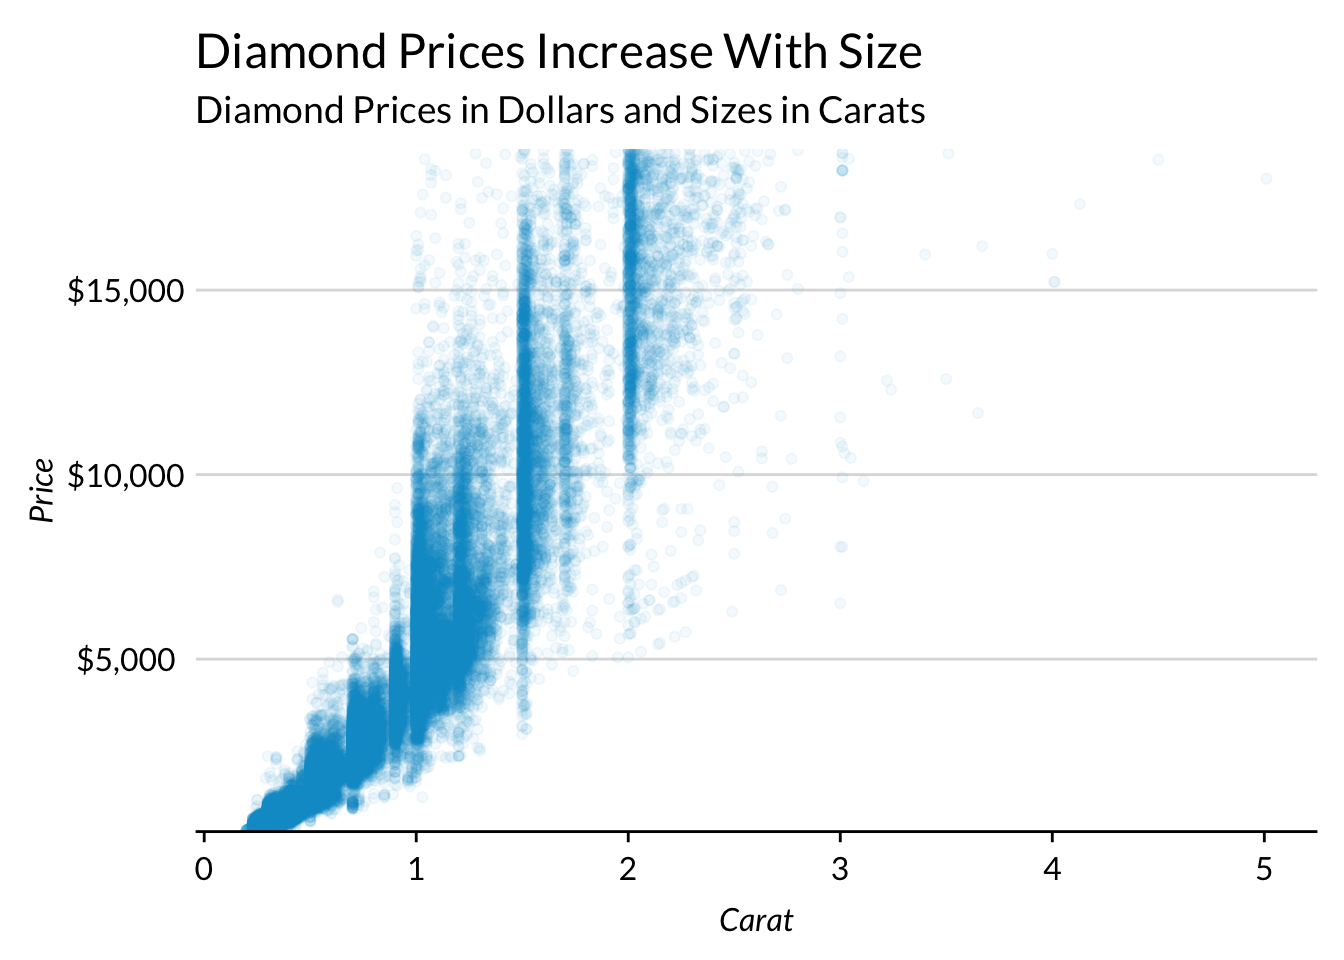 Diamond Prices Increase With Size
Diamond Prices in Dollars and Sizes in Carats
$15,000
$10,000
$5,000
Price
0 1 2 3 4 5
Carat